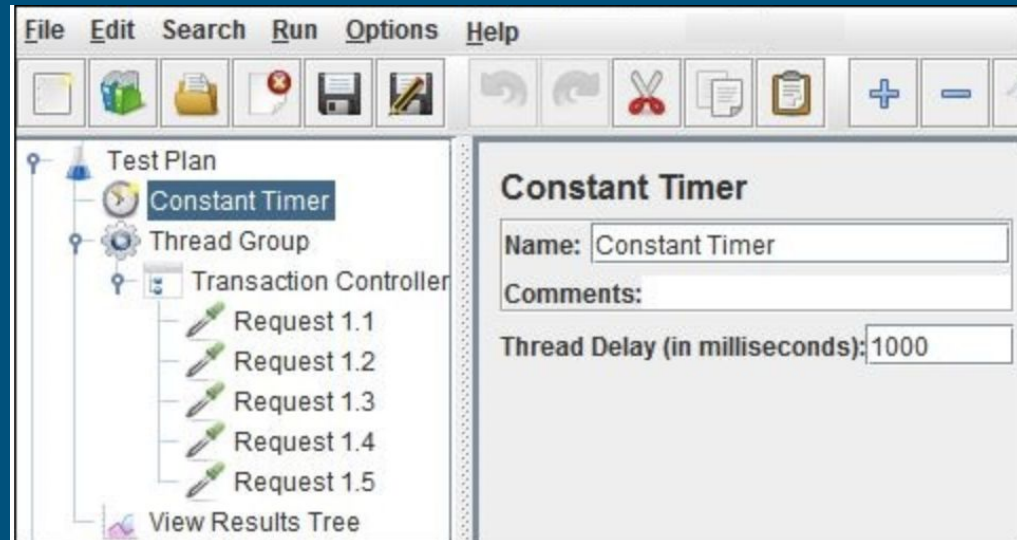 File Edit Search Run Options Help
Test Plan
Constant Timer
Thread Group
Transaction Controller
Request 1.1
Request 1.2
Request 1.3
Request 1.4
Request 1.5
View Results Tree
Constant Timer
Name: Constant Timer
Comments:
Thread Delay (in milliseconds): 1000